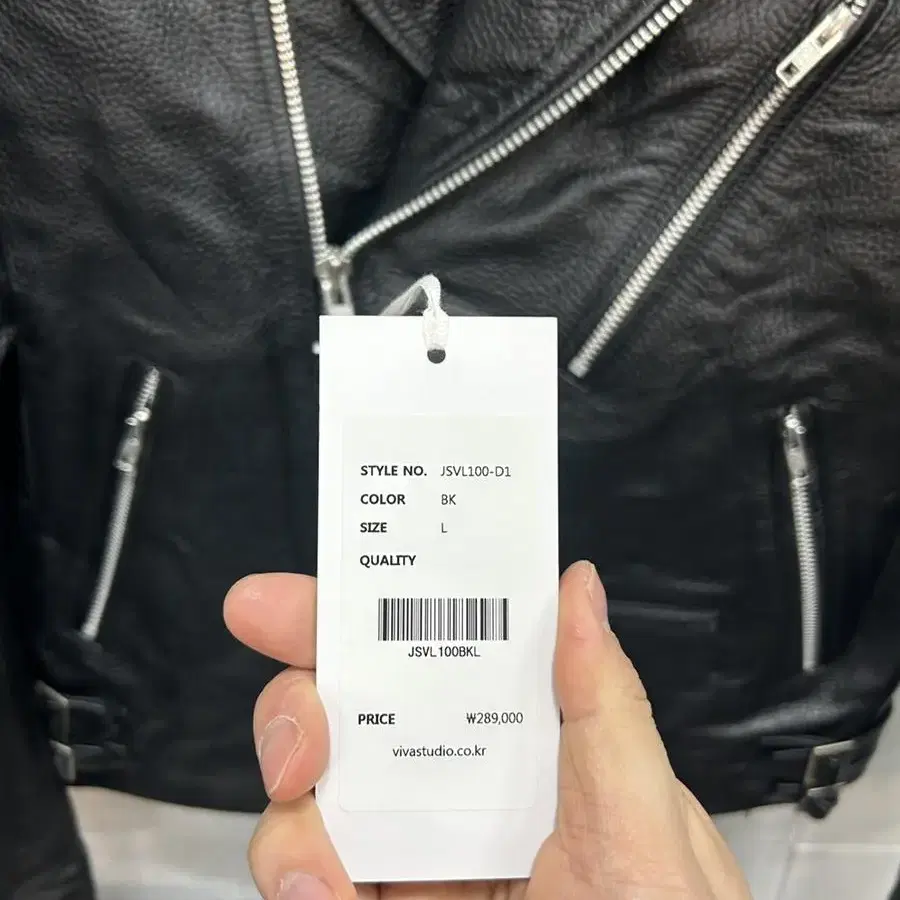 STYLE NO. JSVL100-D1
COLOR BK
SIZE L
QUALITY
JSVL100BKL
PRICE ₩289,000
vivastudio.co.kr